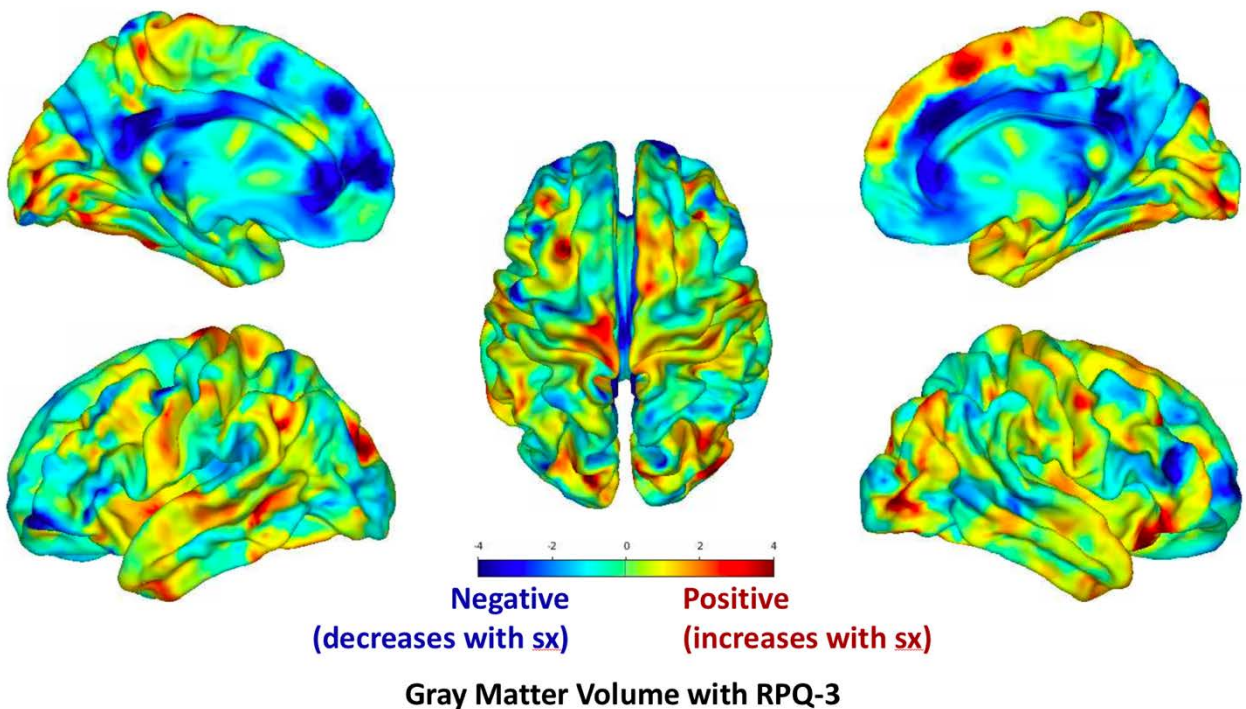 -4 -2 0 2 4
Negative Positive
(decreases with sx) (increases with sx)
Gray Matter Volume with RPQ-3